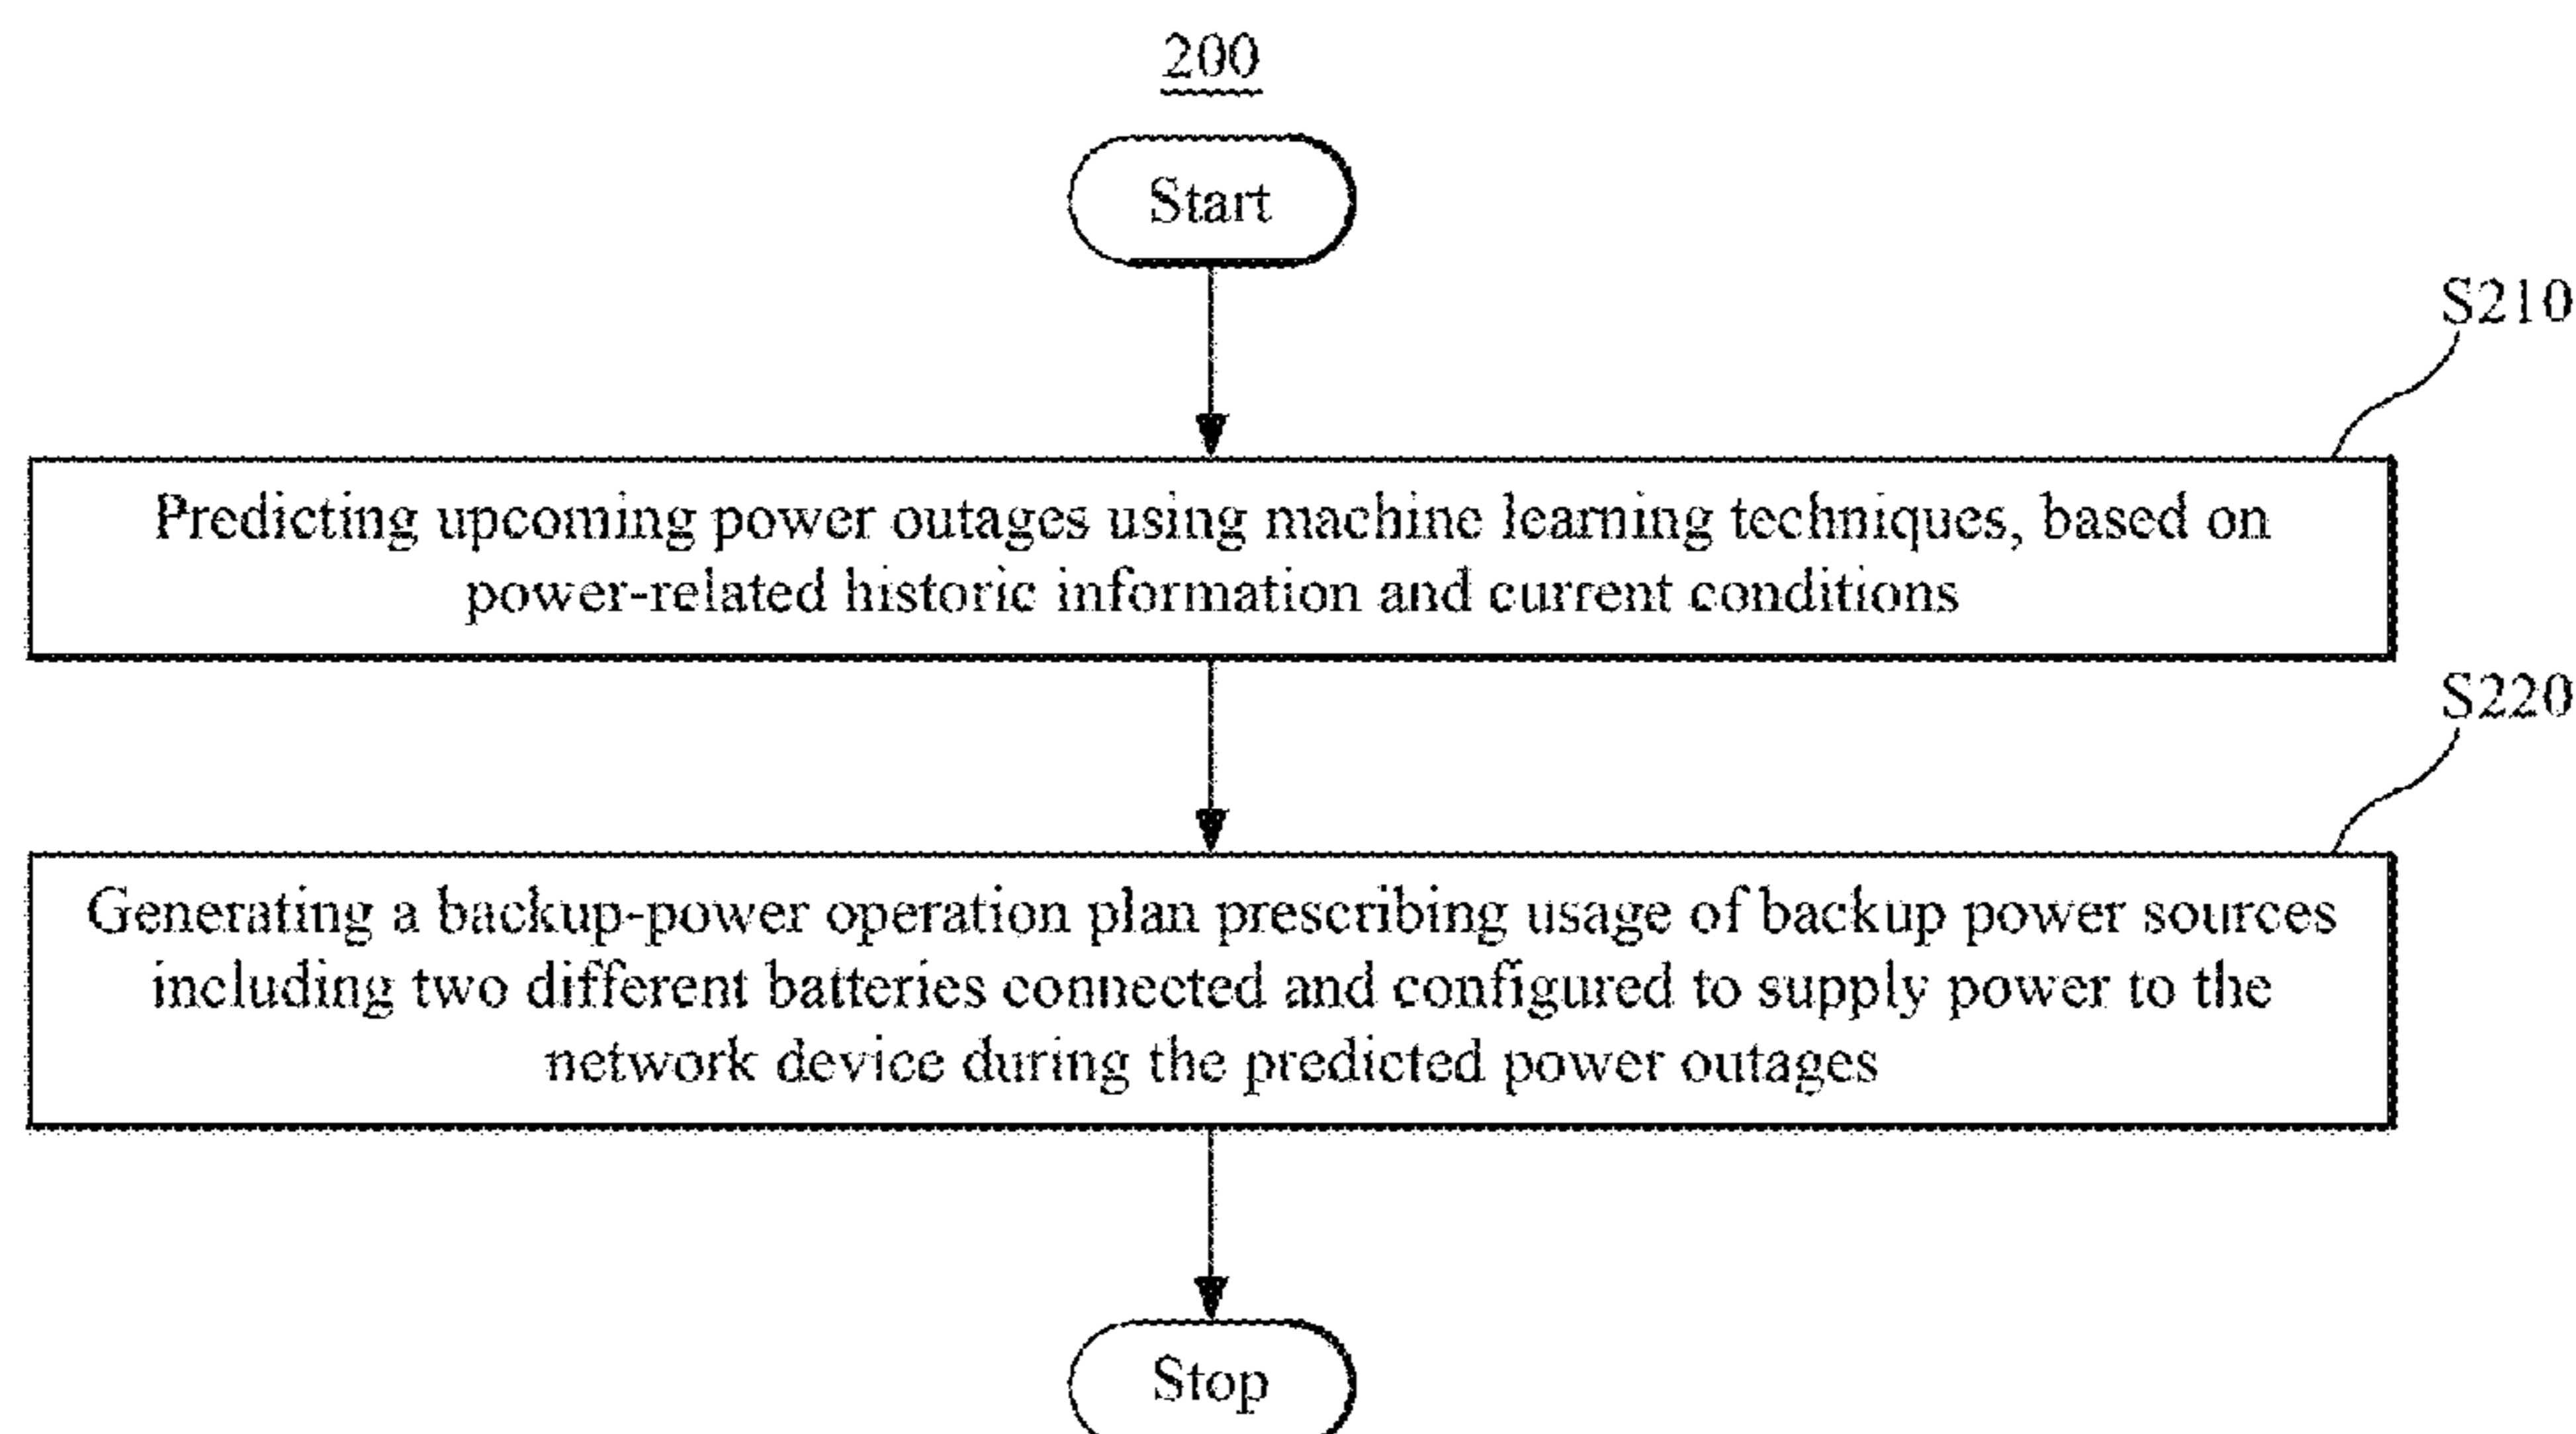 200
Start
S210
Predicting upcoming power outages using machine learning techniques, based on
power-related historic information and current conditions
S220
Generating a backup-power operation plan prescribing usage of backup power sources
including two different batteries connected and configured to supply power to the
network device during the predicted power outages
Stop